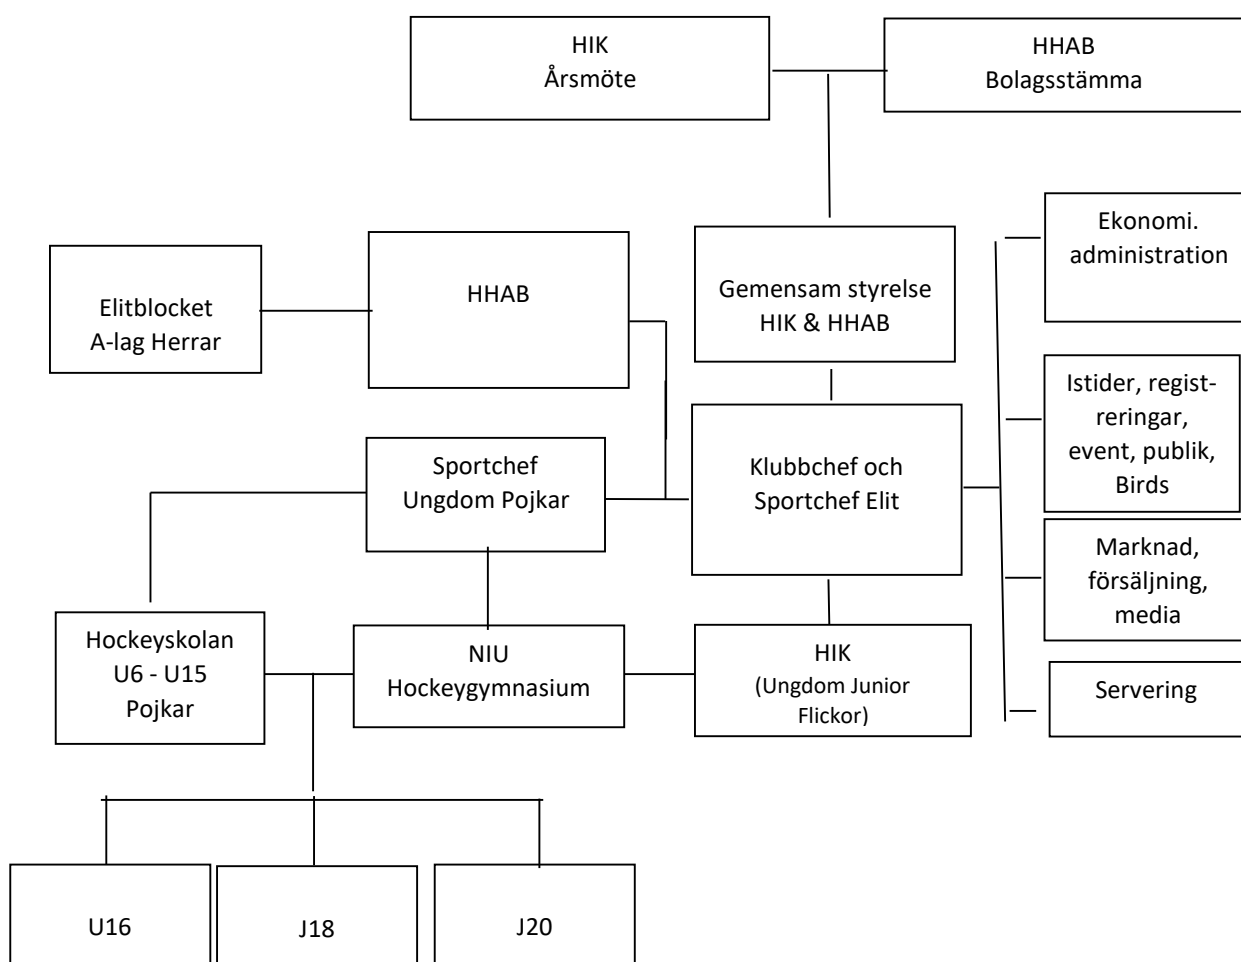 HIK
Årsmöte
HHAB
Bolagsstämma
Ekonomi.
administration
Elitblocket
A-lag Herrar
HHAB
Gemensam styrelse
HIK & HHAB
Istider, regist-
reringar,
event, publik,
Birds
Sportchef
Ungdom Pojkar
Klubbchef och
Sportchef Elit
Marknad,
försäljning,
media
Hockeyskolan
U6 - U15
Pojkar
NIU
Hockeygymnasium
HIK
(Ungdom Junior
Flickor)
Servering
U16
J18
J20